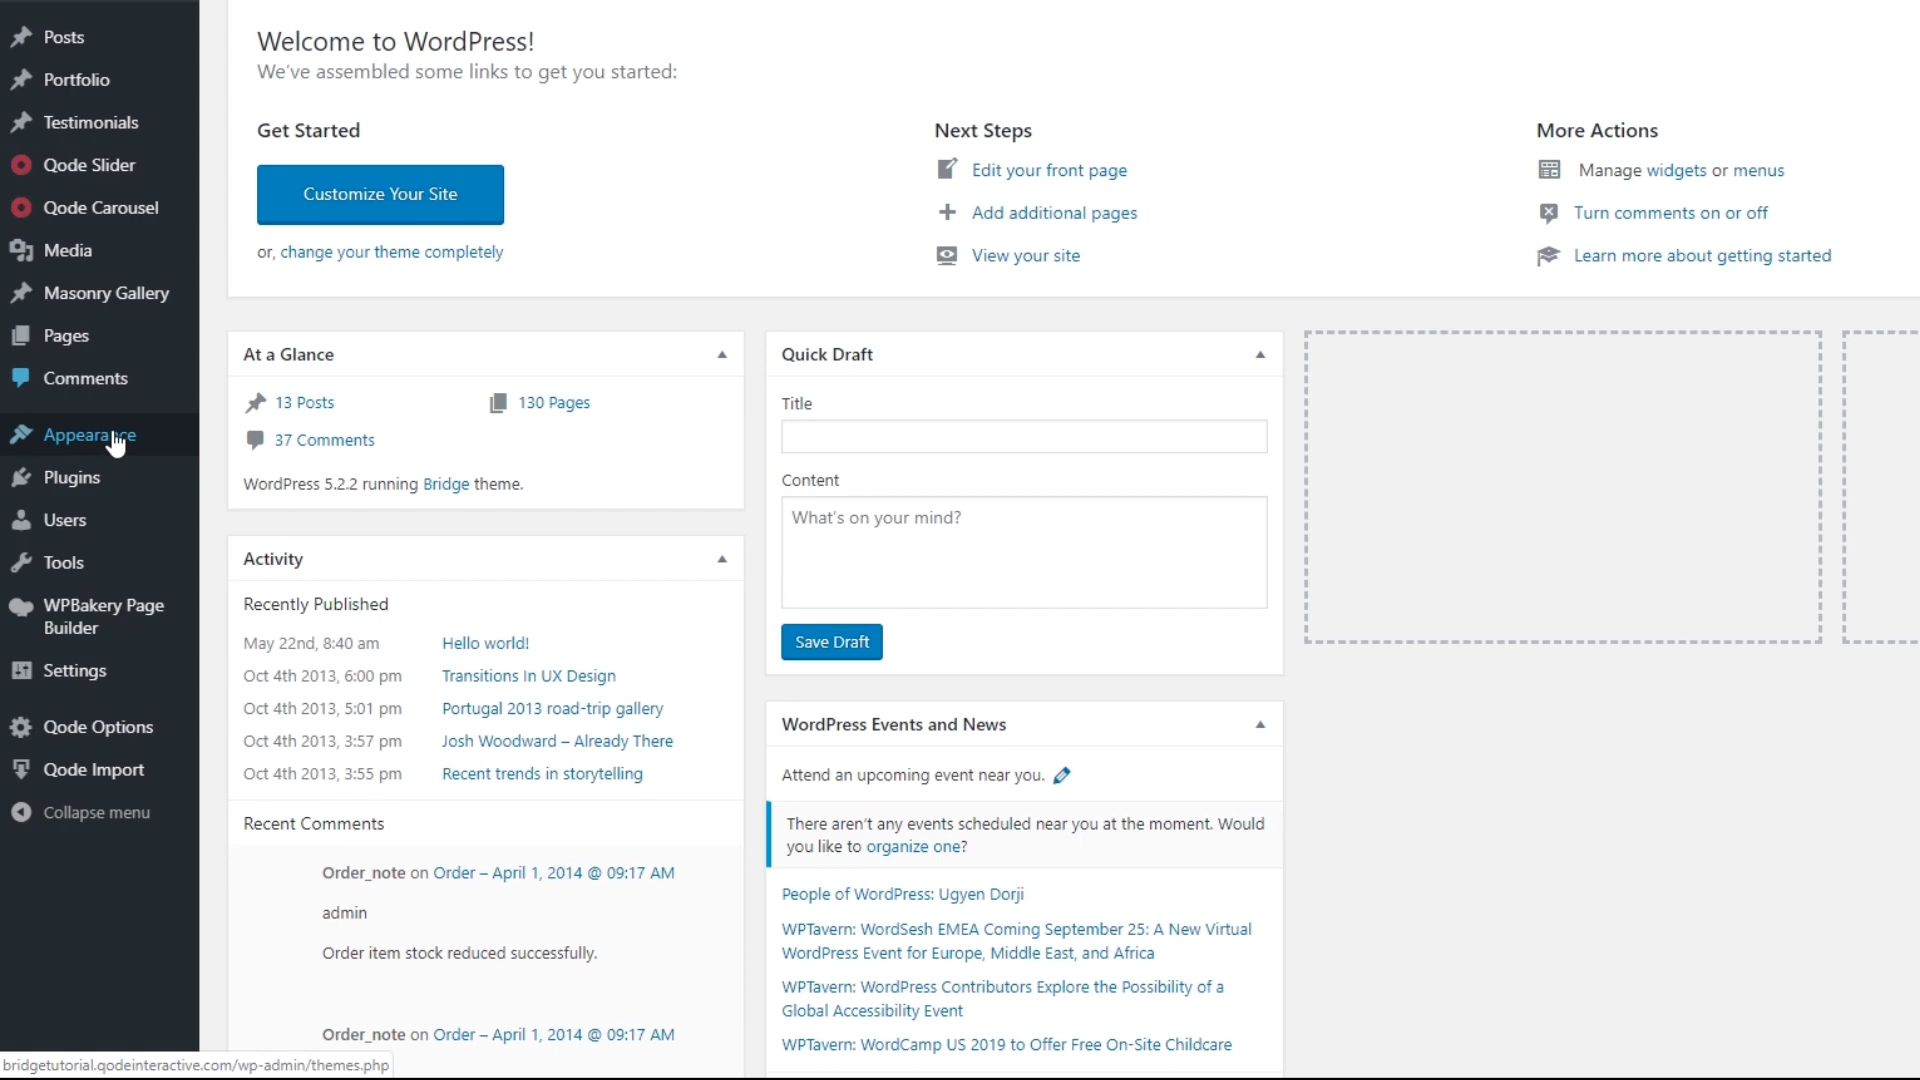 Posts
Portfolio
Testimonials
Qode Slider
Qode Carousel
Media
Masonry Gallery
Pages
Comments
Appearance
Plugins
Users
Tools
WPBakery Page
Builder
Settings
Qode Options
Qode Import
Collapse menu
Welcome to WordPress!
We've assembled some links to get you started:
Get Started
Customize Your Site
or, change your theme completely
Next Steps
Edit your front page
Add additional pages
View your site
More Actions
Manage widgets or menus
Turn comments on or off
Learn more about getting started
At a Glance
13 Posts
130 Pages
37 Comments
WordPress 5.2.2 running Bridge theme.
Activity
Recently Published
May 22nd, 8:40 am Hello world!
Oct 4th 2013, 6:00 pm Transitions In UX Design
Oct 4th 2013, 5:01 pm Portugal 2013 road-trip gallery
Oct 4th 2013, 3:57 pm Josh Woodward – Already There
Oct 4th 2013, 3:55 pm Recent trends in storytelling
Recent Comments
Order_note on Order – April 1, 2014 @ 09:17 AM
admin
Order item stock reduced successfully.
Order_note on Order – April 1, 2014 @ 09:17 AM
Quick Draft
Title
Content
What's on your mind?
Save Draft
WordPress Events and News
Attend an upcoming event near you.
There aren't any events scheduled near you at the moment. Would
you like to organize one?
People of WordPress: Ugyen Dorji
WPTavern: WordSesh EMEA Coming September 25: A New Virtual
WordPress Event for Europe, Middle East, and Africa
WPTavern: WordPress Contributors Explore the Possibility of a
Global Accessibility Event
WPTavern: WordCamp US 2019 to Offer Free On-Site Childcare
bridgetutorial.qodeinteractive.com/wp-admin/themes.php